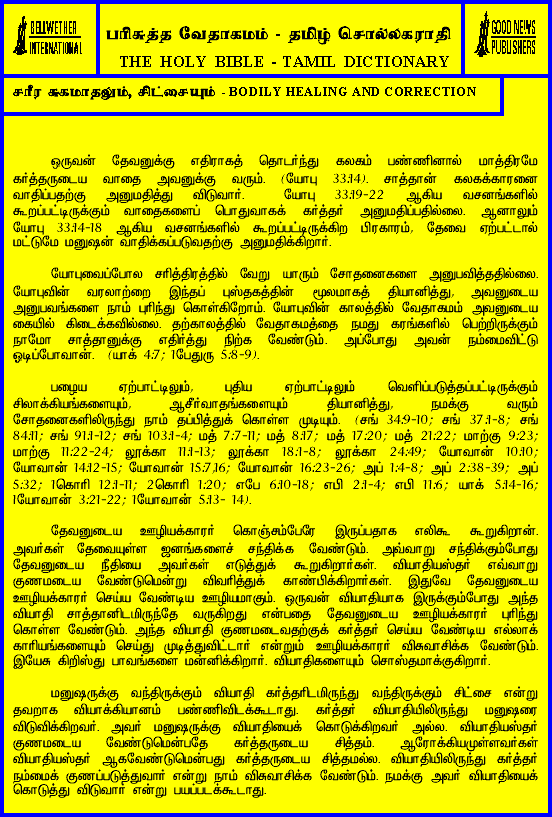 BELLWETHER
INTERNATIONAL
பரிசுத்த வேதாகமம் - தமிழ் சொல்லகராதி
THE HOLY BIBLE - TAMIL DICTIONARY
GOOD NEWS
PUBLISHERS
சரீர சுகமாதலும், சிட்சையும் - BODILY HEALING AND CORRECTION
ஒருவன் தேவனுக்கு எதிராகத் தொடர்ந்து கலகம் பண்ணினால் மாத்திரமே
கர்த்தருடைய வாதை அவனுக்கு வரும். (யோபு 33:14). சாத்தான் கலகக்காரனை
வாதிப்பதற்கு அனுமதித்து விடுவார். யோபு 33:19-22 ஆகிய வசனங்களில்
கூறப்பட்டிருக்கும் வாதைகளைப் பொதுவாகக் கர்த்தர் அனுமதிப்பதில்லை. ஆனாலும்
யோபு 33:14-18 ஆகிய வசனங்களில் கூறப்பட்டிருக்கிற பிரகாரம், தேவை ஏற்பட்டால்
மட்டுமே மனுஷன் வாதிக்கப்படுவதற்கு அனுமதிக்கிறார்.
யோபுவைப்போல சரித்திரத்தில் வேறு யாரும் சோதனைகளை அனுபவித்ததில்லை.
யோபுவின் வரலாற்றை இந்தப் புஸ்தகத்தின் மூலமாகத் தியானித்து, அவனுடைய
அனுபவங்களை நாம் புரிந்து கொள்கிறோம். யோபுவின் காலத்தில் வேதாகமம் அவனுடைய
கையில் கிடைக்கவில்லை. தற்காலத்தில் வேதாகமத்தை நமது கரங்களில் பெற்றிருக்கும்
நாமோ சாத்தானுக்கு எதிர்த்து நிற்க வேண்டும். அப்போது அவன் நம்மைவிட்டு
ஓடிப்போவான். (யாக் 4:7; 1பேதுரு 5:8-9).
பழைய ஏற்பாட்டிலும், புதிய ஏற்பாட்டிலும் வெளிப்படுத்தப்பட்டிருக்கும்
சிலாக்கியங்களையும், ஆசீர்வாதங்களையும் தியானித்து, நமக்கு வரும்
சோதனைகளிலிருந்து நாம் தப்பித்துக் கொள்ள முடியும். (சங் 34:9-10; சங் 37:1-8; சங்
84:11; சங் 91:1-12; சங் 103:1-4; மத் 7:7-11; மத் 8:17; மத் 17:20; மத் 21:22; மாற்கு 9:23;
மாற்கு 11:22-24; லூக்கா 11:1-13; லூக்கா 18:1-8; லூக்கா 24:49; யோவான் 10:10;
யோவான் 14:12-15; யோவான் 15:7,16; யோவான் 16:23-26; அப் 1:4-8; அப் 2:38-39; அப்
5:32; 1கொரி 12:1-11; 2கொரி 1:20; எபே 6:10-18; எபி 2:1-4; எபி 11:6; யாக் 5:14-16;
1யோவான் 3:21-22; 1யோவான் 5:13- 14).
தேவனுடைய ஊழியக்காரர் கொஞ்சம்பேரே இருப்பதாக எலிகூ கூறுகிறான்.
அவர்கள் தேவையுள்ள ஜனங்களைச் சந்திக்க வேண்டும். அவ்வாறு சந்திக்கும்போது
தேவனுடைய நீதியை அவர்கள் எடுத்துக் கூறுகிறார்கள். வியாதியஸ்தர் எவ்வாறு
குணமடைய வேண்டுமென்று விவரித்துக் காண்பிக்கிறார்கள். இதுவே தேவனுடைய
ஊழியக்காரர் செய்ய வேண்டிய ஊழியமாகும். ஒருவன் வியாதியாக இருக்கும்போது அந்த
வியாதி சாத்தானிடமிருந்தே வருகிறது என்பதை தேவனுடைய ஊழியக்காரர் புரிந்து
கொள்ள வேண்டும். அந்த வியாதி குணமடைவதற்குக் கர்த்தர் செய்ய வேண்டிய எல்லாக்
காரியங்களையும் செய்து முடித்துவிட்டார் என்றும் ஊழியக்காரர் விசுவாசிக்க வேண்டும்.
இயேசு கிறிஸ்து பாவங்களை மன்னிக்கிறார். வியாதிகளையும் சொஸ்தமாக்குகிறார்.
மனுஷருக்கு வந்திருக்கும் வியாதி கர்த்தரிடமிருந்து வந்திருக்கும் சிட்சை என்று
தவறாக வியாக்கியானம் பண்ணிவிடக்கூடாது. கர்த்தர் வியாதியிலிருந்து மனுஷரை
விடுவிக்கிறவர். அவர் மனுஷருக்கு வியாதியைக் கொடுக்கிறவர் அல்ல. வியாதியஸ்தர்
குணமடைய வேண்டுமென்பதே கர்த்தருடைய சித்தம். ஆரோக்கியமுள்ளவர்கள்
வியாதியஸ்தர் ஆகவேண்டுமென்பது கர்த்தருடைய சித்தமல்ல. வியாதியிலிருந்து கர்த்தர்
நம்மைக் குணப்படுத்துவார் என்று நாம் விசுவாசிக்க வேண்டும். நமக்கு அவர் வியாதியைக்
கொடுத்து விடுவார் என்று பயப்படக்கூடாது.